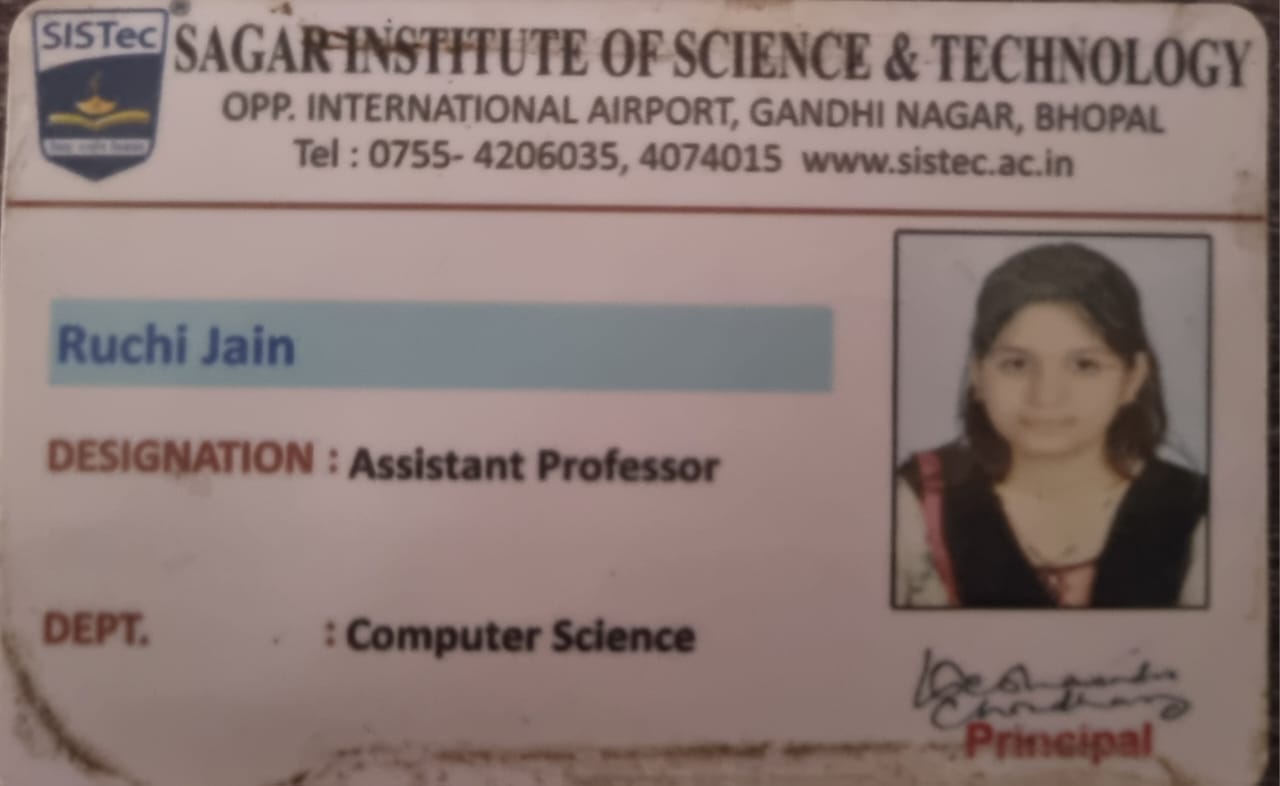 SISTec
SAGAR INSTITUTE OF SCIENCE & TECHNOLOGY
OPP. INTERNATIONAL AIRPORT, GANDHI NAGAR, BHOPAL
Tel : 0755- 4206035, 4074015 www.sistec.ac.in
Ruchi Jain
DESIGNATION : Assistant Professor
DEPT. : Computer Science
Principal